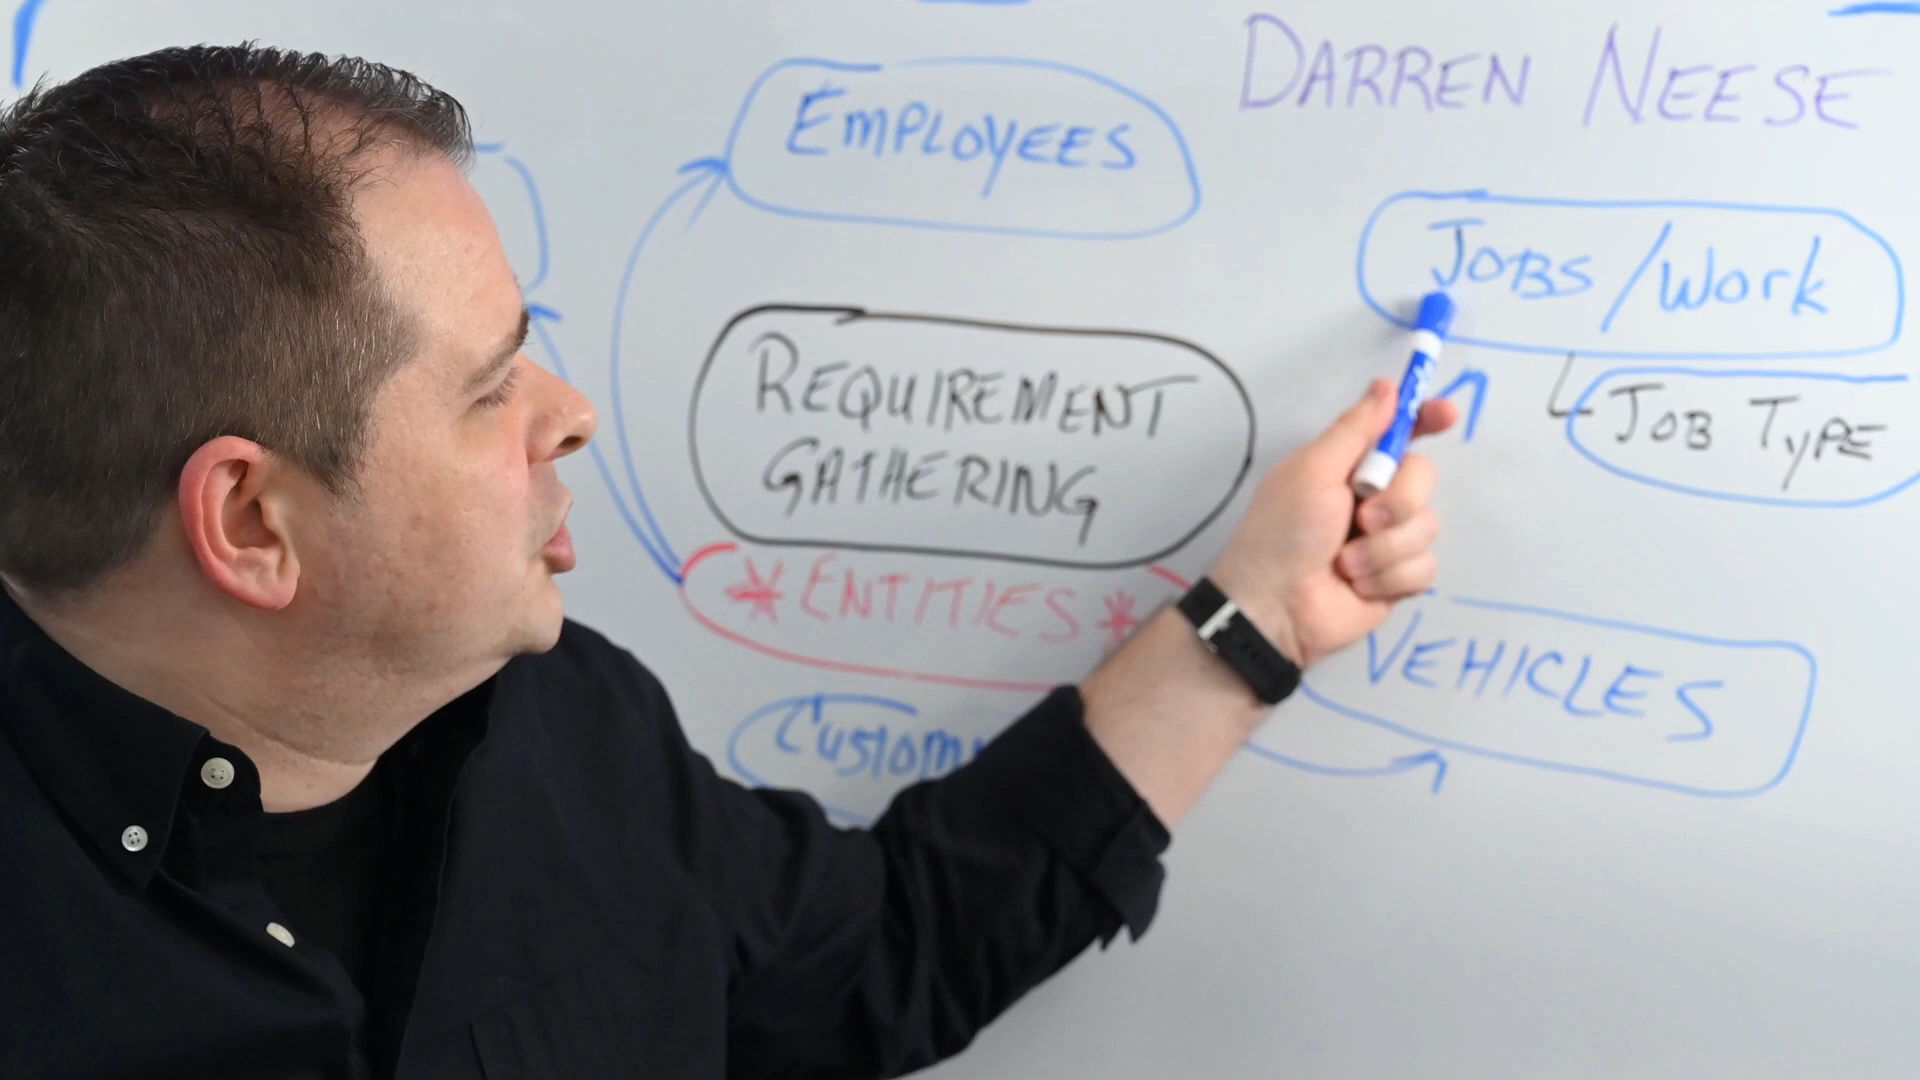 DARREN NEESE
EMPLOYEES
JOBS / Work
JOB TYPE
REQUIREMENT
GATHERING
* ENTITIES *
VEHICLES